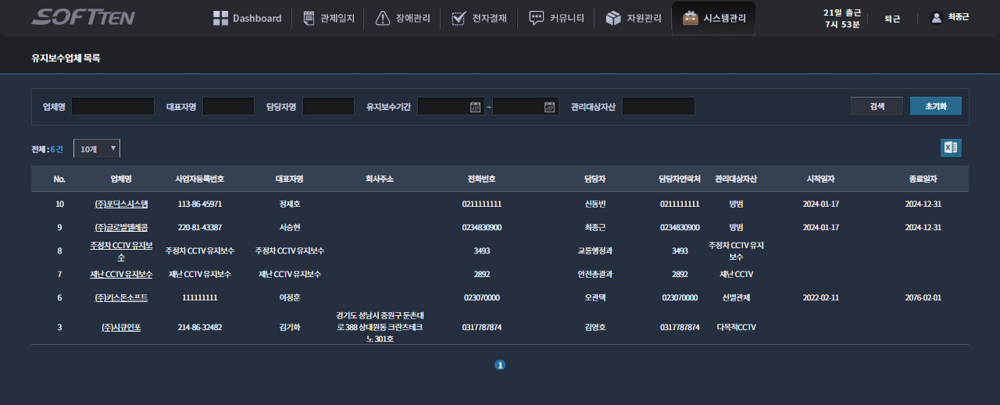 SOFTTEN
Dashboard 관제일지 장애관리 전자결재 커뮤니티 자원관리 시스템관리
21일 출근
7시 53분
퇴근
최종근
유지보수업체 목록
업체명 대표자명 담당자명 유지보수기간 ~ 관리대상자산 검색 초기화
전체 : 6 건 10개 ▼
No. 업체명 사업자등록번호 대표자명 회사주소 전화번호 담당자 담당자연락처 관리대상자산 시작일자 종료일자
10 (주)포딕스시스템 113-86-45971 정재호 0211111111 신동빈 0211111111 방범 2024-01-17 2024-12-31
9 (주)글로벌텔레콤 220-81-43387 서승현 0234830900 최종근 0234830900 방범 2024-01-17 2024-12-31
8 주정차 CCTV 유지보
수 주정차 CCTV 유지보수 주정차 CCTV 유지보수 3493 교통행정과 3493 주정차 CCTV 유지
보수
7 재난 CCTV 유지보수 재난 CCTV 유지보수 재난 CCTV 유지보수 2892 안전총괄과 2892 재난 CCTV
6 (주)키스톤소프트 111111111 이정훈 023070000 오관택 023070000 선별관제 2022-02-11 2076-02-01
3 (주)시큐인포 214-86-32482 김기화 경기도 성남시 중원구 둔촌대
로 388 상대원동 크란츠테크
노 301호 0317787874 김영호 0317787874 다목적CCTV
1